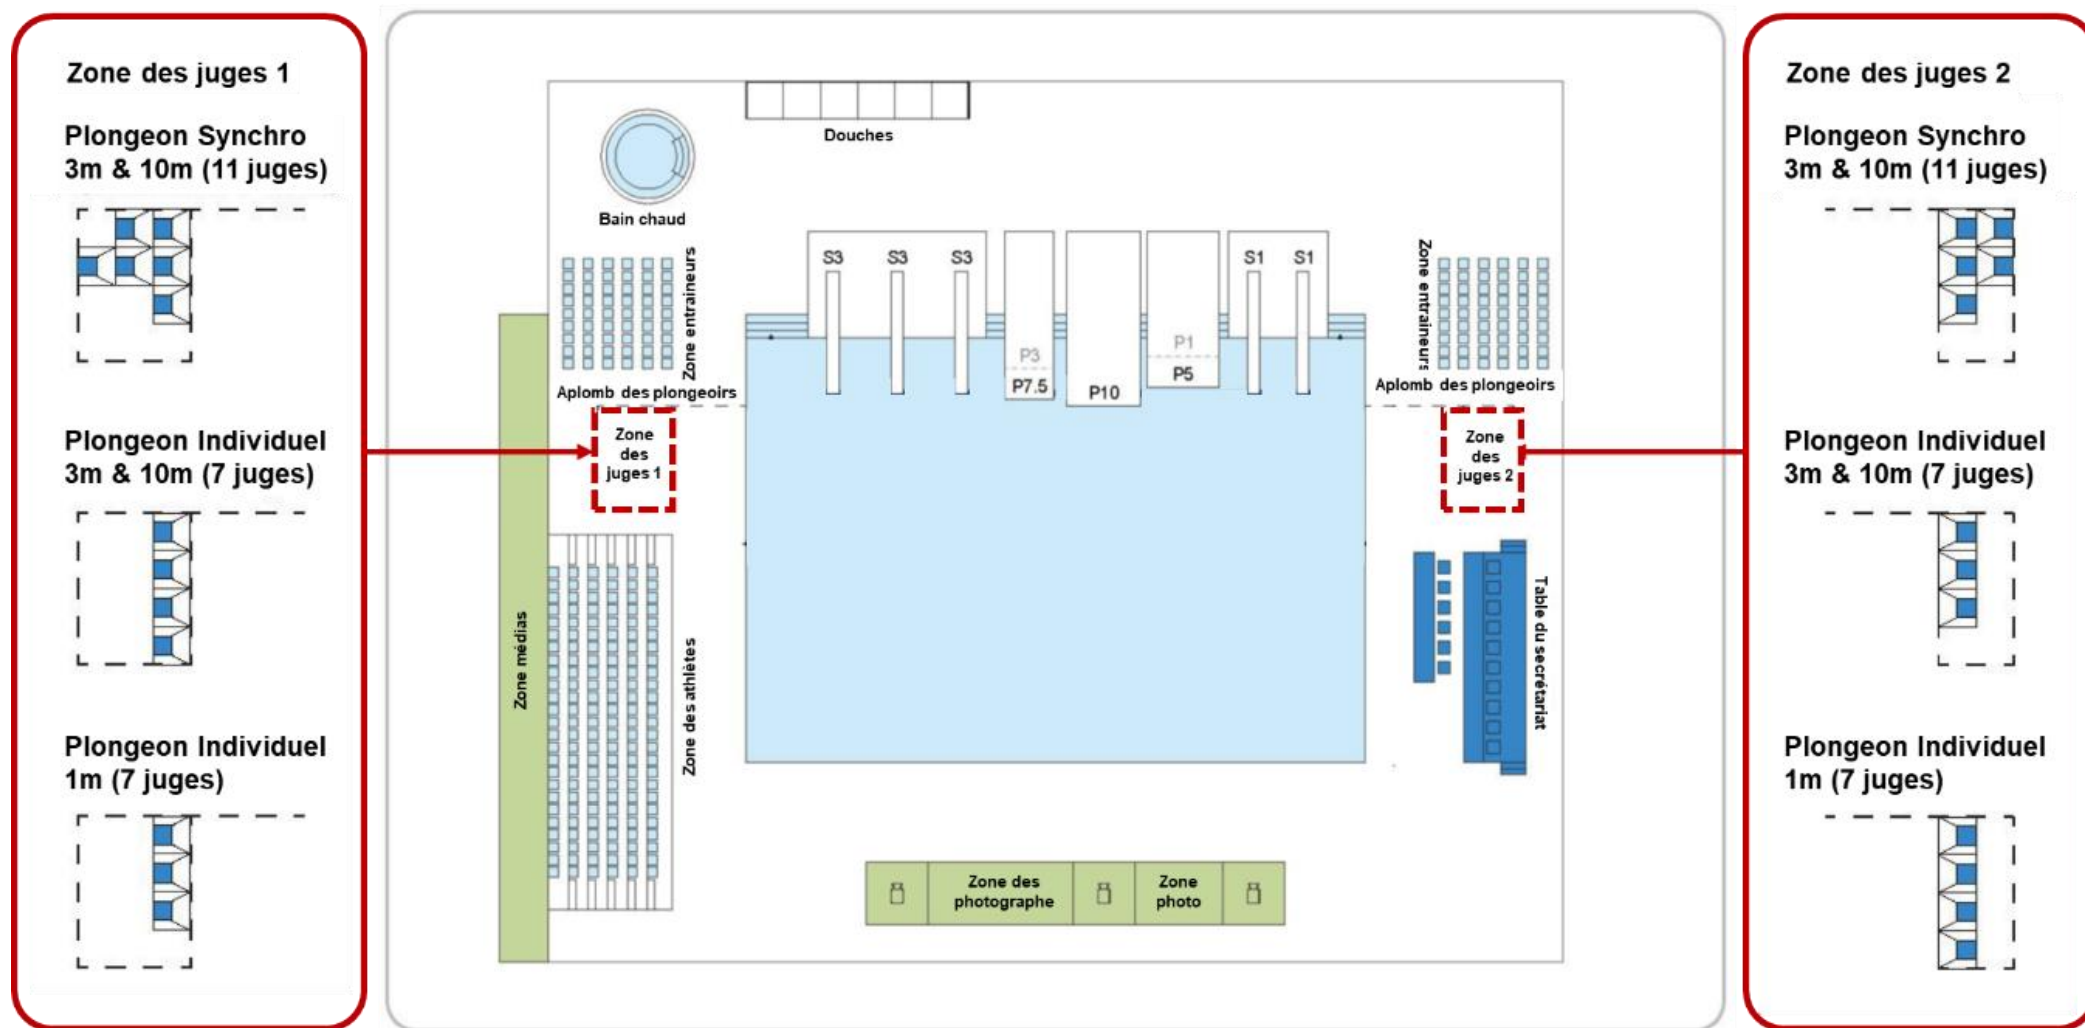 Zone des juges 1
Plongeon Synchro
3m & 10m (11 juges)
Plongeon Individuel
3m & 10m (7 juges)
Plongeon Individuel
1m (7 juges)
Douches
Bain chaud
Zone entraineurs
S3
S3
S3
P3
P7.5
P10
P1
P5
S1
S1
Zone entraineurs
Aplomb des plongeoirs
Aplomb des plongeoirs
Zone
des
juges 1
Zone
des
juges 2
Zone médias
Zone des athlètes
Table du secrétariat
Zone des
photographe
Zone
photo
Zone des juges 2
Plongeon Synchro
3m & 10m (11 juges)
Plongeon Individuel
3m & 10m (7 juges)
Plongeon Individuel
1m (7 juges)